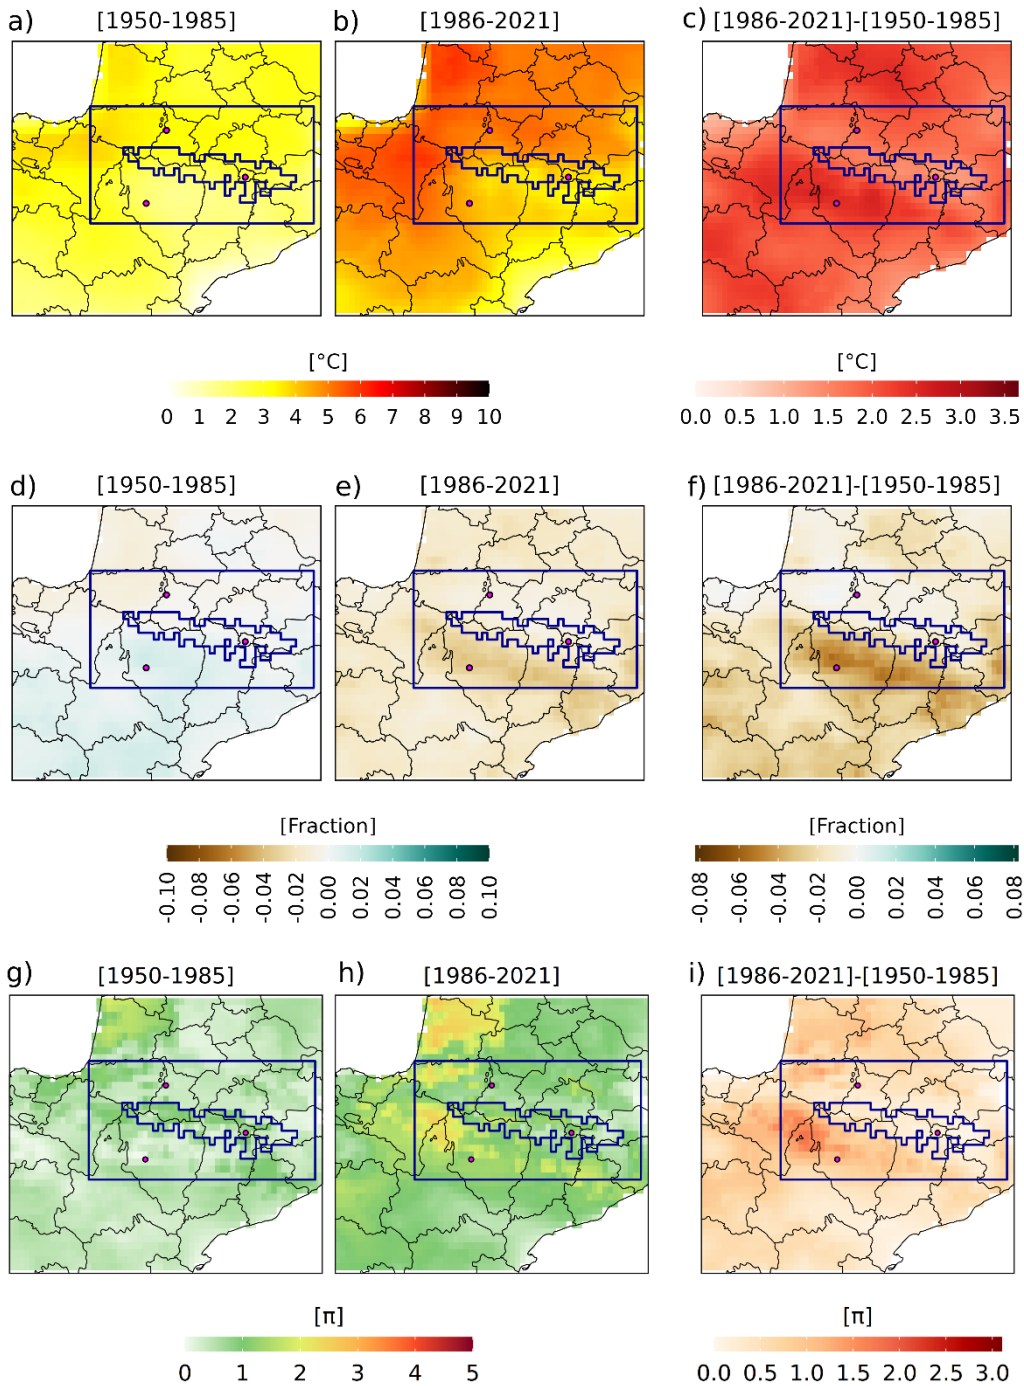 a) [1950-1985] b) [1986-2021] c) [1986-2021]-[1950-1985]
[°C] [°C]
0 1 2 3 4 5 6 7 8 9 10 0.0 0.5 1.0 1.5 2.0 2.5 3.0 3.5
d) [1950-1985] e) [1986-2021] f) [1986-2021]-[1950-1985]
[Fraction] [Fraction]
-0.10 -0.08 -0.06 -0.04 -0.02 0.00 0.02 0.04 0.06 0.08 0.10 -0.08 -0.06 -0.04 -0.02 0.00 0.02 0.04 0.06 0.08
g) [1950-1985] h) [1986-2021] i) [1986-2021]-[1950-1985]
[π] [π]
0 1 2 3 4 5 0.0 0.5 1.0 1.5 2.0 2.5 3.0